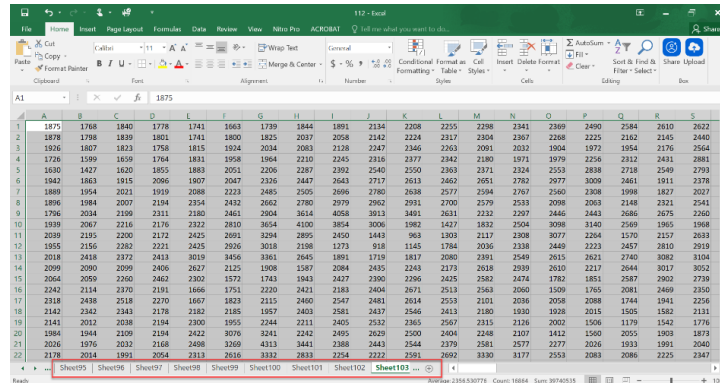 112 - Excel
File Home Insert Page Layout Formulas Data Review View Nitro Pro ACROBAT Tell me what you want to do... Share
Cut
Copy
Format Painter
Paste
Calibri 11
Wrap Text
Merge & Center
General
Conditional Formatting
Format as Table
Cell Styles
Insert Delete Format
AutoSum
Fill
Clear
Sort & Filter
Find & Select
Share Upload
Clipboard Font Alignment Number Styles Cells Editing Box
A1 1875
A B C D E F G H I J K L M N O P Q R S
1 1875 1768 1840 1778 1741 1663 1739 1844 1891 2134 2208 2255 2298 2341 2369 2490 2584 2610 2622
2 1878 1798 1839 1801 1741 1800 1825 2037 2058 2142 2224 2317 2304 2367 2268 2225 2162 2145 2440
3 1926 1807 1823 1758 1815 1924 2034 2083 2128 2247 2346 2263 2091 2032 1904 1972 1954 2176 2564
4 1726 1599 1659 1764 1831 1958 1964 2210 2245 2316 2377 2342 2180 1971 1979 2256 2312 2431 2881
5 1630 1427 1620 1855 1883 2051 2206 2287 2392 2540 2550 2363 2371 2324 2553 2838 2718 2549 2793
6 1942 1863 1915 2096 1907 2047 2326 2447 2643 2717 2613 2462 2651 2782 2977 3009 2461 1911 2378
7 1889 1954 2021 1919 2088 2223 2485 2505 2696 2780 2638 2577 2594 2767 2560 2308 1998 1827 2027
8 1896 1984 2007 2194 2354 2432 2662 2780 2979 2962 2931 2700 2579 2533 2098 2063 2148 2321 2541
9 1796 2034 2199 2311 2180 2461 2904 3614 4058 3913 3491 2631 2232 2297 2446 2443 2686 2675 2260
10 1939 2067 2216 2176 2322 2810 3654 4100 3854 3006 1982 1427 1832 2504 3098 3140 2569 1965 1968
11 2039 2195 2200 2172 2425 2691 3294 2895 2450 1443 963 1303 2117 2308 3077 2264 1570 2157 2633
12 1955 2156 2282 2221 2425 2926 3018 2198 1273 918 1145 1784 2036 2338 2449 2223 2457 2810 2919
13 2018 2418 2372 2413 3019 3456 3361 2645 1891 1719 1817 2080 2391 2549 2615 2621 2740 3082 3104
14 2099 2090 2099 2406 2627 2125 1908 1587 2084 2435 2243 2173 2618 2939 2610 2217 2644 3017 3052
15 2064 2059 2260 2462 2302 1572 1743 1943 2427 2390 2296 2425 2582 2474 1782 1851 2587 2902 2739
16 2242 2114 2370 2191 1666 1751 2220 2421 2183 2404 2671 2513 2563 2060 1509 1765 2081 2469 2350
17 2318 2438 2518 2270 1667 1823 2115 2460 2547 2481 2614 2553 2101 2036 2058 2088 1744 1941 2256
18 2142 2342 2343 2178 2182 2185 1957 2403 2581 2437 2546 2413 2180 1930 1928 2015 1505 1582 2131
19 2141 2012 2038 2194 2300 1955 2244 2211 2405 2532 2365 2567 2315 2126 2002 1506 1179 1542 1776
20 1984 1944 2109 2194 2422 3076 3241 2242 2495 2629 2500 2404 2248 2107 1412 1560 2055 1903 1873
21 2026 1976 2032 2168 2498 3269 4313 3441 2388 2443 2544 2379 2581 2577 2277 2026 1933 1991 2040
22 2178 2014 1991 2054 2313 2616 3332 2833 2254 2222 2591 2692 3330 3177 2553 2083 2086 2225 2347
... Sheet95 Sheet96 Sheet97 Sheet98 Sheet99 Sheet100 Sheet101 Sheet102 Sheet103 ...
Ready Average: 2356.530776 Count: 16864 Sum: 39740535 100%